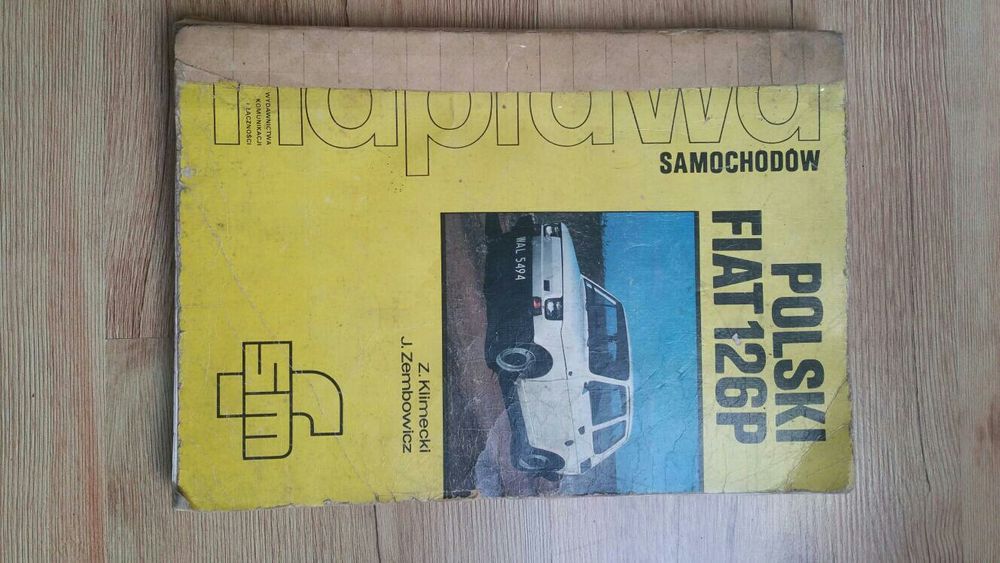 naprawa
SAMOCHODÓW
POLSKI
FIAT 126P
WAL 5494
Z. Klimecki
J. Zembowicz
WYDAWNICTWA
KOMUNIKACJI
i ŁĄCZNOŚCI